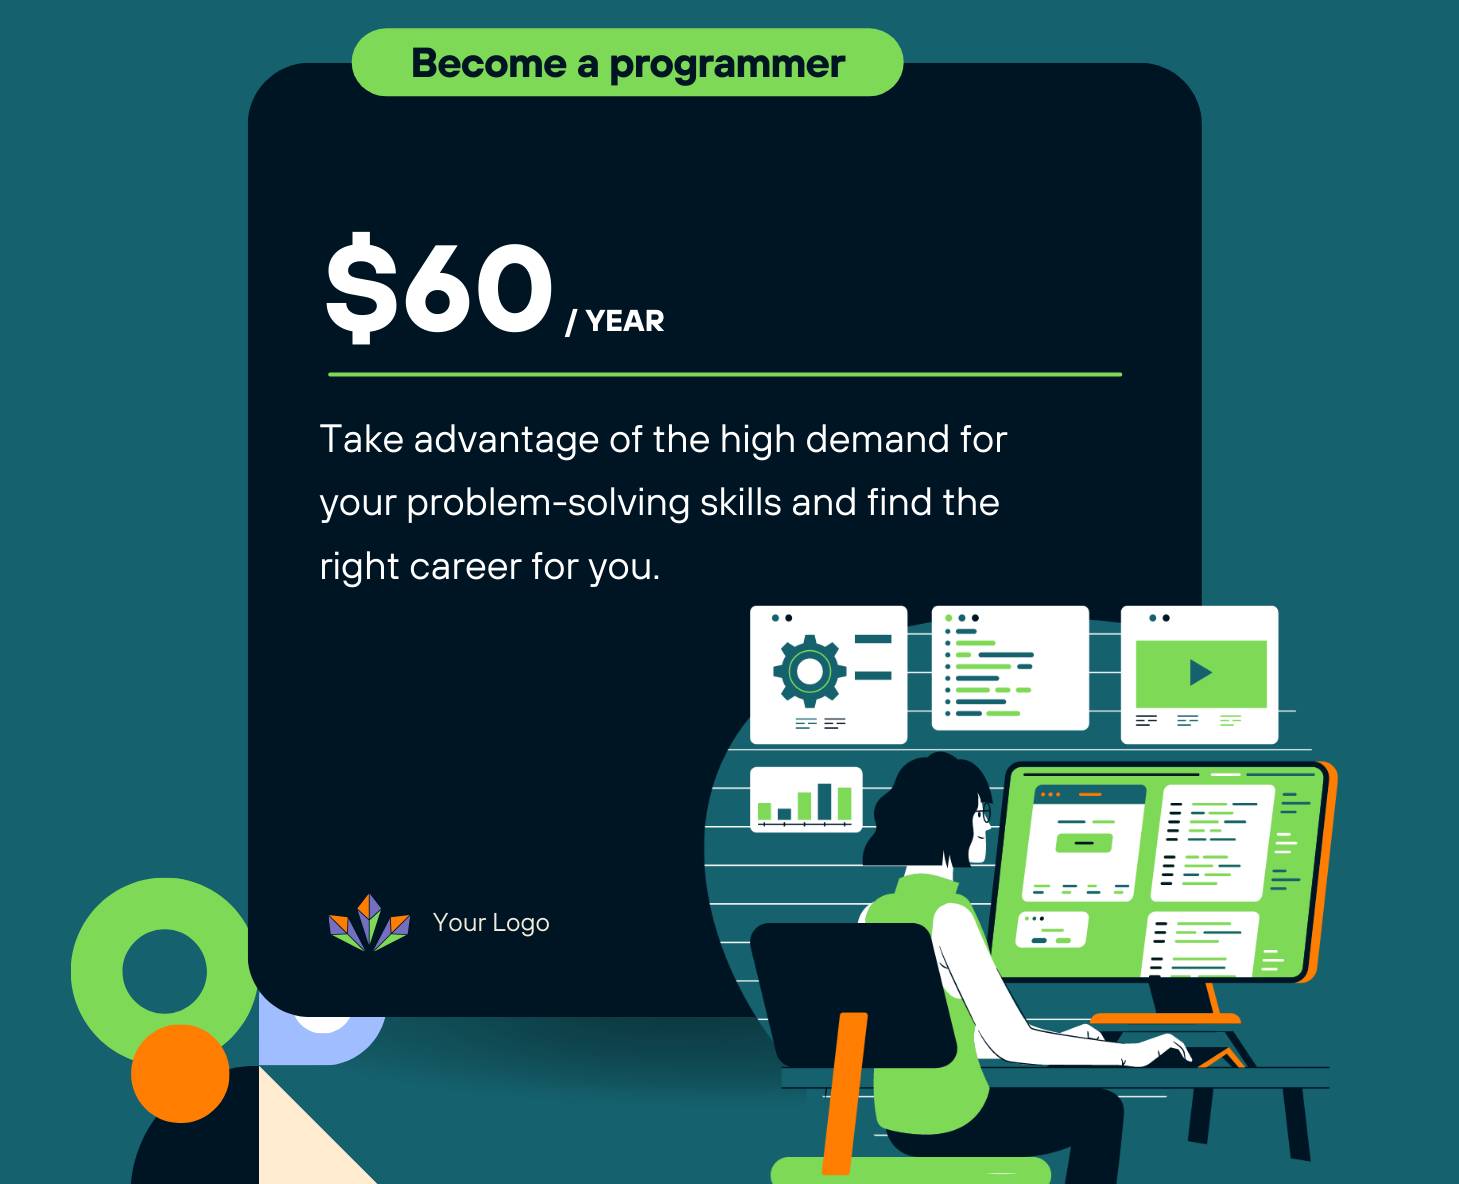 Become a programmer
$60 / YEAR
Take advantage of the high demand for
your problem-solving skills and find the
right career for you.
Your Logo